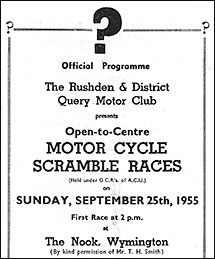 ?
Official Programme
The Rushden & District
Query Motor Club
presents
Open-to-Centre
MOTOR CYCLE
SCRAMBLE RACES
(Held under G.C.R's. of A.C.U.)
on
SUNDAY, SEPTEMBER 25th, 1955
First Race at 2 p.m.
at
The Nook, Wymington
(By kind permission of Mr. T. H. Smith)